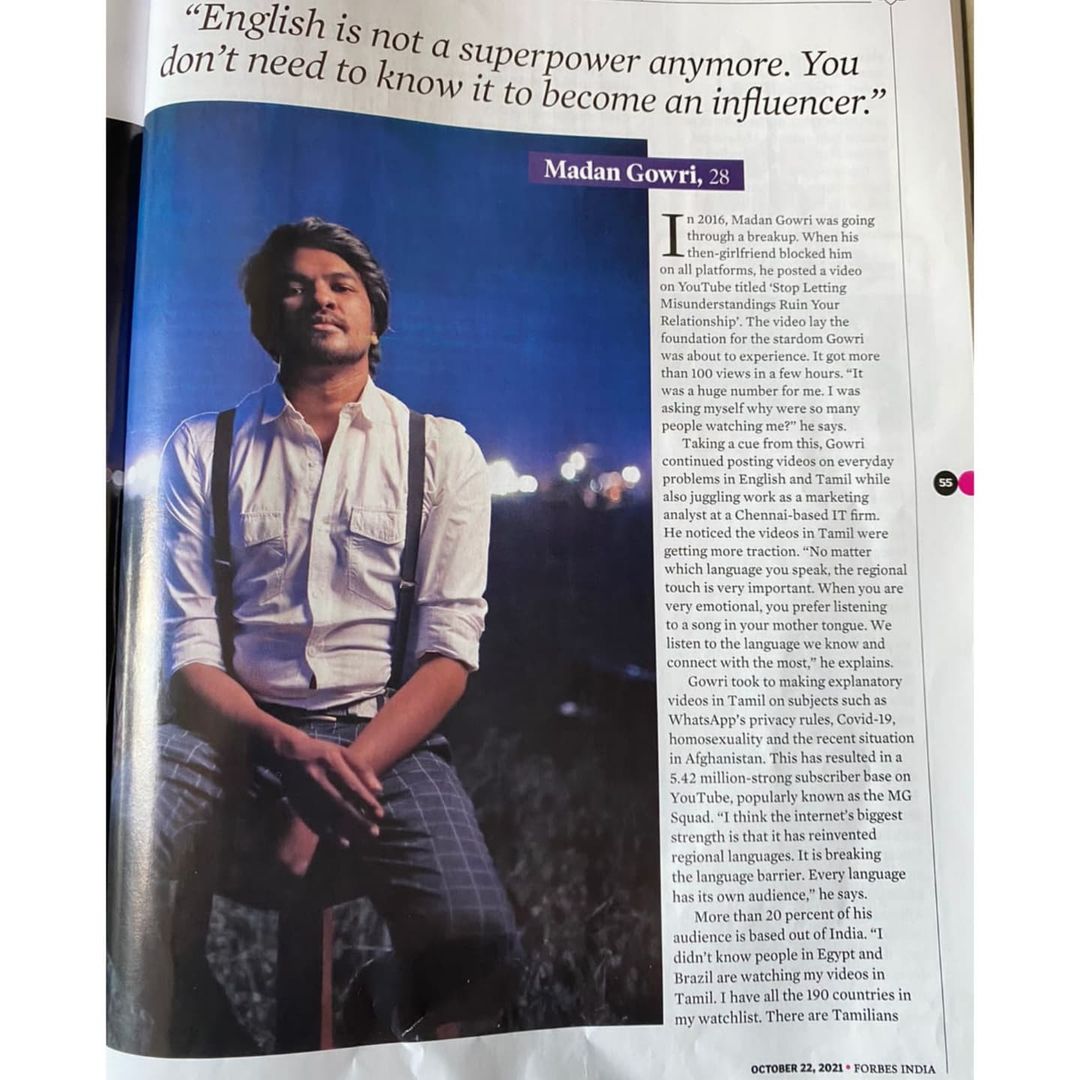 “English is not a superpower anymore. You
don’t need to know it to become an influencer.”
Madan Gowri, 28
In 2016, Madan Gowri was going
through a breakup. When his
then-girlfriend blocked him
on all platforms, he posted a video
on YouTube titled ‘Stop Letting
Misunderstandings Ruin Your
Relationship’. The video lay the
foundation for the stardom Gowri
was about to experience. It got more
than 100 views in a few hours. “It
was a huge number for me. I was
asking myself why were so many
people watching me?” he says.
Taking a cue from this, Gowri
continued posting videos on everyday
problems in English and Tamil while
also juggling work as a marketing
analyst at a Chennai-based IT firm.
He noticed the videos in Tamil were
getting more traction. “No matter
which language you speak, the regional
touch is very important. When you are
very emotional, you prefer listening
to a song in your mother tongue. We
listen to the language we know and
connect with the most,” he explains.
Gowri took to making explanatory
videos in Tamil on subjects such as
WhatsApp’s privacy rules, Covid-19,
homosexuality and the recent situation
in Afghanistan. This has resulted in a
5.42 million-strong subscriber base on
YouTube, popularly known as the MG
Squad. “I think the internet’s biggest
strength is that it has reinvented
regional languages. It is breaking
the language barrier. Every language
has its own audience,” he says.
More than 20 percent of his
audience is based out of India. “I
didn’t know people in Egypt and
Brazil are watching my videos in
Tamil. I have all the 190 countries in
my watchlist. There are Tamilians
55
OCTOBER 22, 2021 • FORBES INDIA